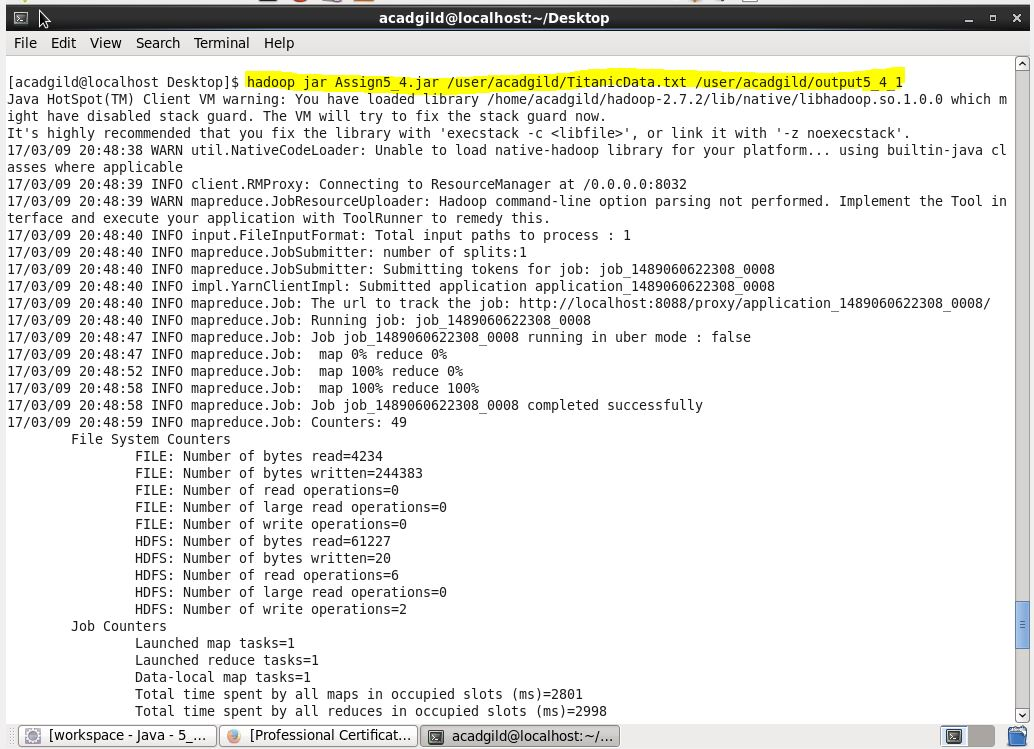 acadgild@localhost:~/Desktop
File Edit View Search Terminal Help
[acadgild@localhost Desktop]$ hadoop jar Assign5_4.jar /user/acadgild/TitanicData.txt /user/acadgild/output5_4_1
Java HotSpot(TM) Client VM warning: You have loaded library /home/acadgild/hadoop-2.7.2/lib/native/libhadoop.so.1.0.0 which m
ight have disabled stack guard. The VM will try to fix the stack guard now.
It's highly recommended that you fix the library with 'execstack -c <libfile>', or link it with '-z noexecstack'.
17/03/09 20:48:38 WARN util.NativeCodeLoader: Unable to load native-hadoop library for your platform... using builtin-java cl
asses where applicable
17/03/09 20:48:39 INFO client.RMProxy: Connecting to ResourceManager at /0.0.0.0:8032
17/03/09 20:48:39 WARN mapreduce.JobResourceUploader: Hadoop command-line option parsing not performed. Implement the Tool in
terface and execute your application with ToolRunner to remedy this.
17/03/09 20:48:40 INFO input.FileInputFormat: Total input paths to process : 1
17/03/09 20:48:40 INFO mapreduce.JobSubmitter: number of splits:1
17/03/09 20:48:40 INFO mapreduce.JobSubmitter: Submitting tokens for job: job_1489060622308_0008
17/03/09 20:48:40 INFO impl.YarnClientImpl: Submitted application application_1489060622308_0008
17/03/09 20:48:40 INFO mapreduce.Job: The url to track the job: http://localhost:8088/proxy/application_1489060622308_0008/
17/03/09 20:48:40 INFO mapreduce.Job: Running job: job_1489060622308_0008
17/03/09 20:48:47 INFO mapreduce.Job: Job job_1489060622308_0008 running in uber mode : false
17/03/09 20:48:47 INFO mapreduce.Job:  map 0% reduce 0%
17/03/09 20:48:52 INFO mapreduce.Job:  map 100% reduce 0%
17/03/09 20:48:58 INFO mapreduce.Job:  map 100% reduce 100%
17/03/09 20:48:58 INFO mapreduce.Job: Job job_1489060622308_0008 completed successfully
17/03/09 20:48:59 INFO mapreduce.Job: Counters: 49
File System Counters
FILE: Number of bytes read=4234
FILE: Number of bytes written=244383
FILE: Number of read operations=0
FILE: Number of large read operations=0
FILE: Number of write operations=0
HDFS: Number of bytes read=61227
HDFS: Number of bytes written=20
HDFS: Number of read operations=6
HDFS: Number of large read operations=0
HDFS: Number of write operations=2
Job Counters
Launched map tasks=1
Launched reduce tasks=1
Data-local map tasks=1
Total time spent by all maps in occupied slots (ms)=2801
Total time spent by all reduces in occupied slots (ms)=2998
[workspace - Java - 5_... [Professional Certificat... acadgild@localhost:~/...